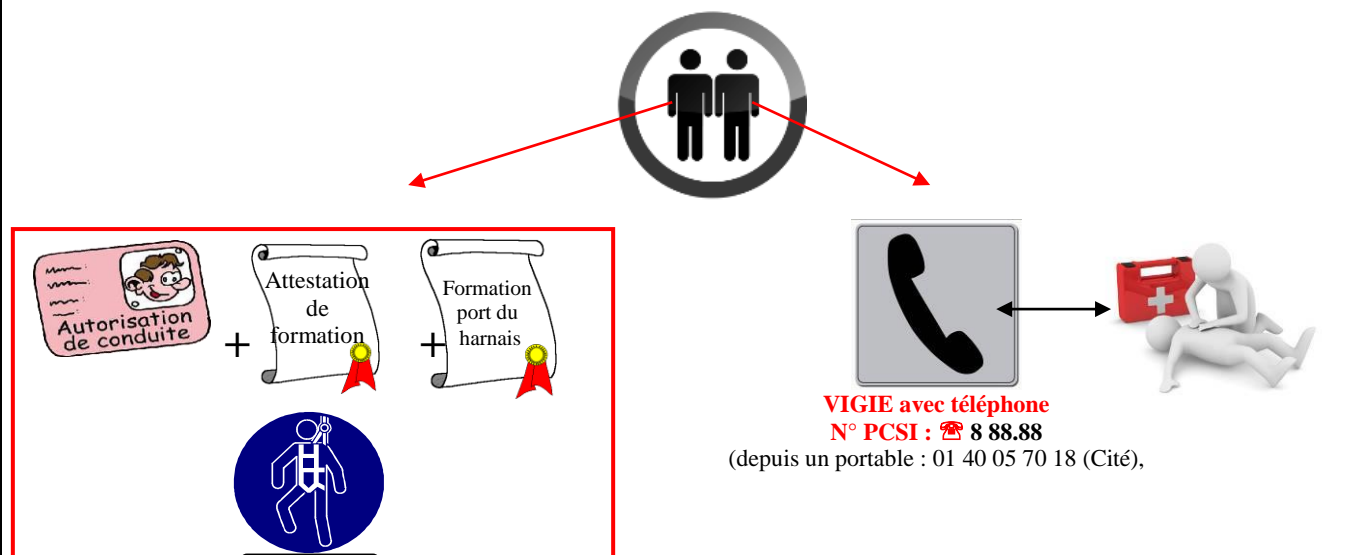 Autorisation
de conduite
+
Attestation
de
formation
+
Formation
port du
harnais
VIGIE avec téléphone
N° PCSI : ☎ 8 88.88
(depuis un portable : 01 40 05 70 18 (Cité),